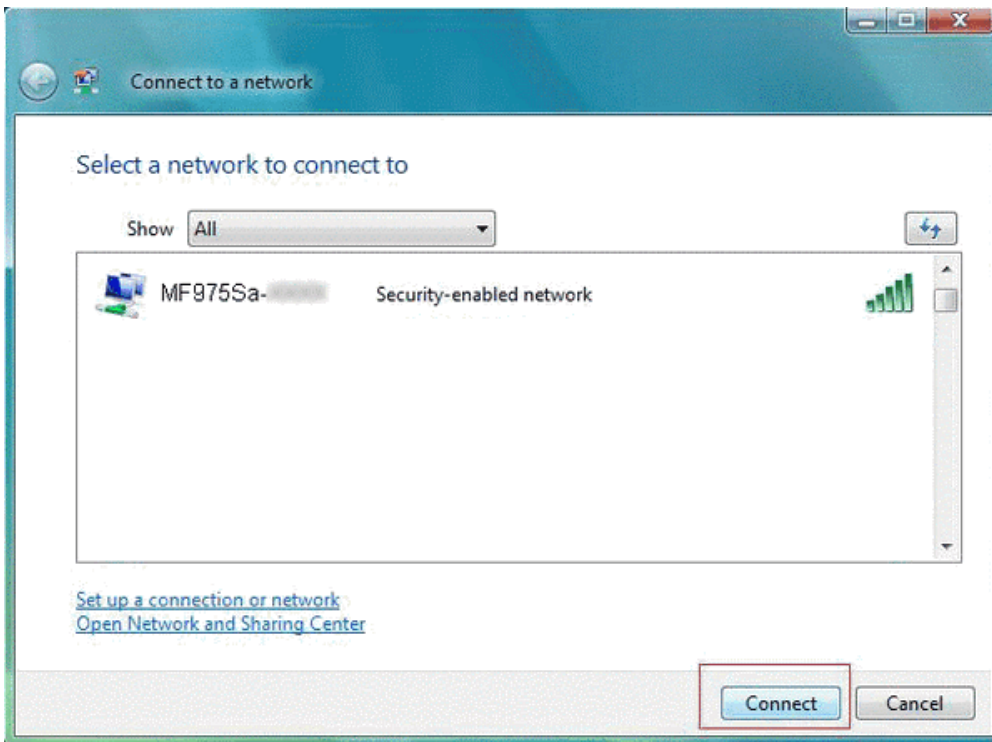 Connect to a network
Select a network to connect to
Show All
MF975Sa- Security-enabled network
Set up a connection or network
Open Network and Sharing Center
Connect Cancel